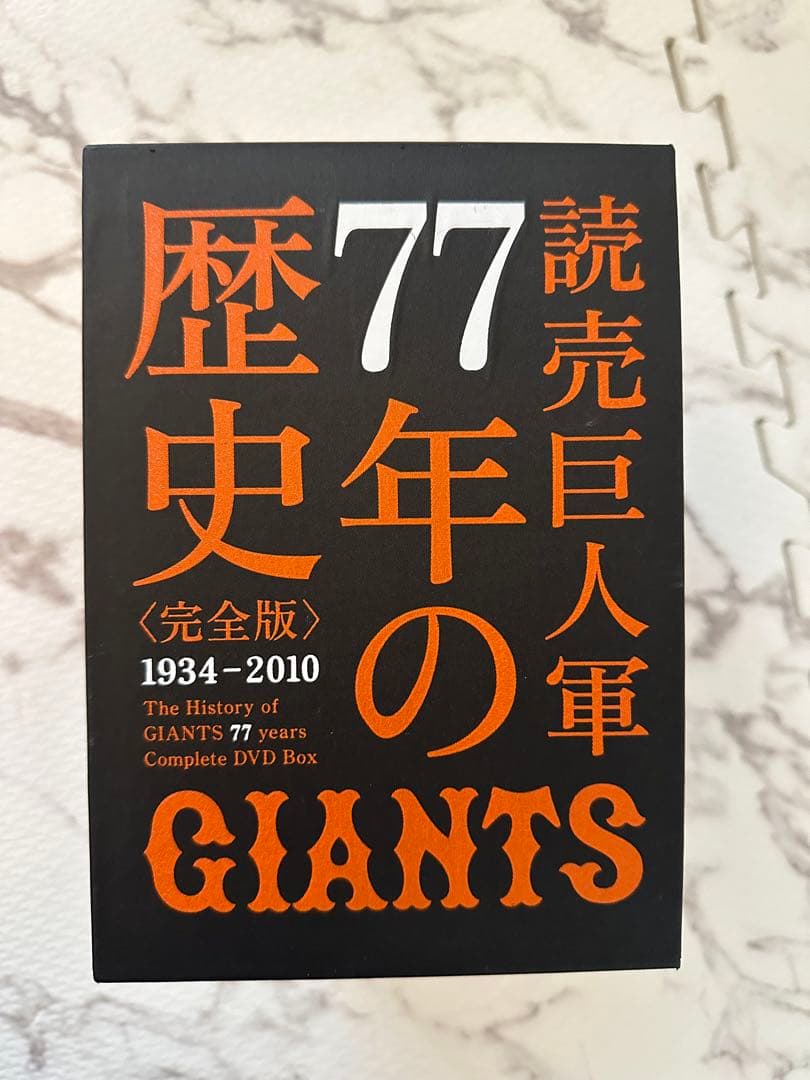 読売巨人軍
77年の
歴史
〈完全版〉
1934-2010
The History of
GIANTS 77 years
Complete DVD Box
GIANTS